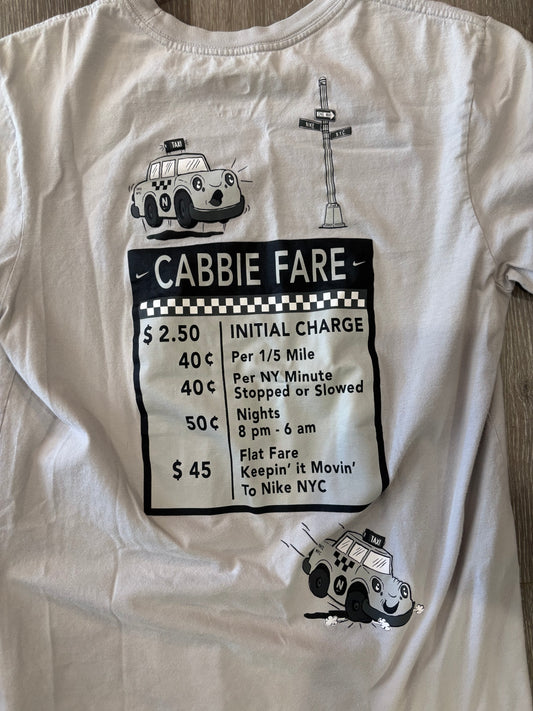 TAXI
N
NYC
CABBIE FARE
$ 2.50 INITIAL CHARGE
40¢ Per 1/5 Mile
40¢ Per NY Minute
Stopped or Slowed
50¢ Nights
8 pm - 6 am
$ 45 Flat Fare
Keepin' it Movin'
To Nike NYC
TAXI
N